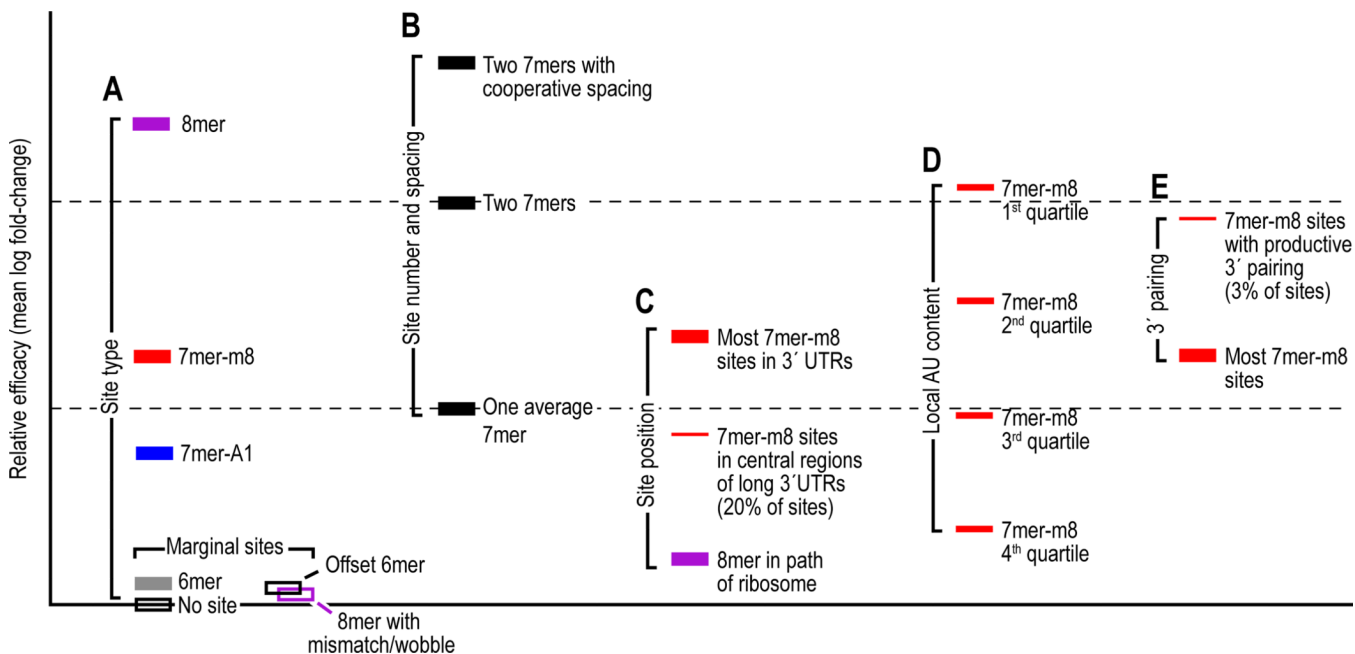 Relative efficacy (mean log fold-change)
A
Site type
8mer
7mer-m8
7mer-A1
Marginal sites
6mer
No site
Offset 6mer
8mer with
mismatch/wobble
B
Site number and spacing
Two 7mers with
cooperative spacing
Two 7mers
One average
7mer
C
Site position
Most 7mer-m8
sites in 3´ UTRs
7mer-m8 sites
in central regions
of long 3´UTRs
(20% of sites)
8mer in path
of ribosome
D
Local AU content
7mer-m8
1st quartile
7mer-m8
2nd quartile
7mer-m8
3rd quartile
7mer-m8
4th quartile
E
3´ pairing
7mer-m8 sites
with productive
3´ pairing
(3% of sites)
Most 7mer-m8
sites